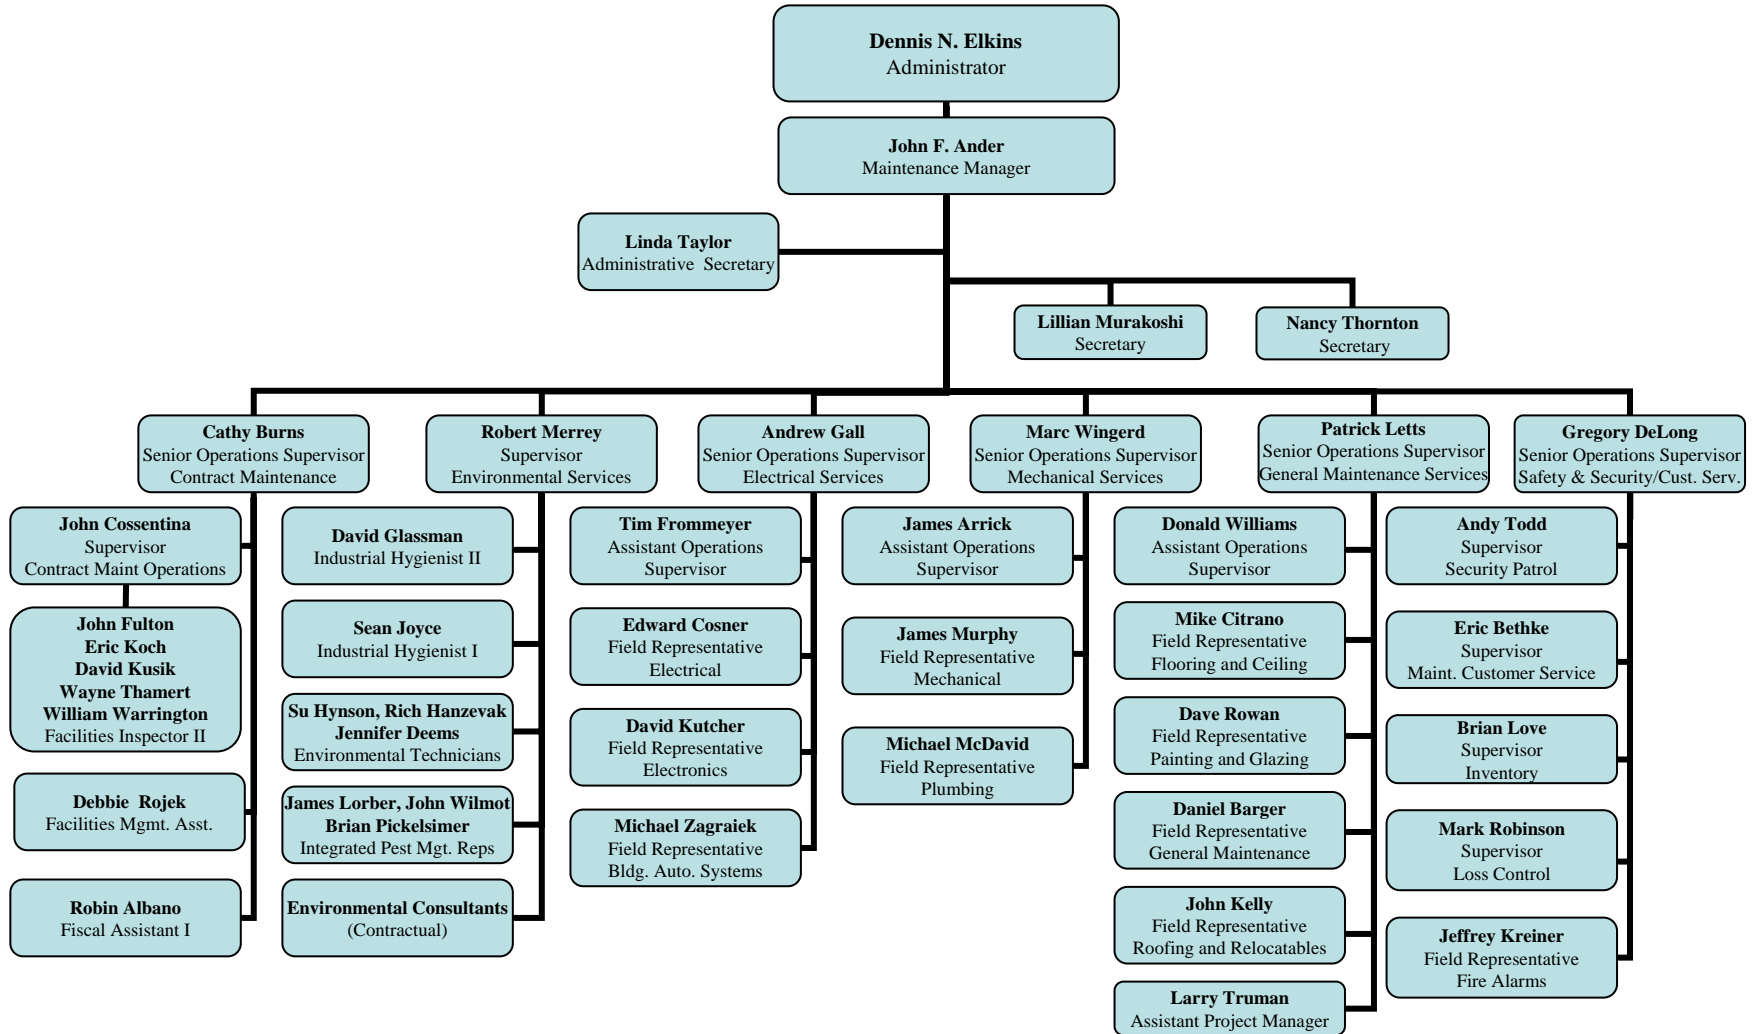 Dennis N. Elkins
Administrator
John F. Ander
Maintenance Manager
Linda Taylor
Administrative Secretary
Lillian Murakoshi
Secretary
Nancy Thornton
Secretary
Cathy Burns
Senior Operations Supervisor
Contract Maintenance
John Cossentina
Supervisor
Contract Maint Operations
John Fulton
Eric Koch
David Kusik
Wayne Thamert
William Warrington
Facilities Inspector II
Debbie Rojek
Facilities Mgmt. Asst.
Robin Albano
Fiscal Assistant I
Robert Merrey
Supervisor
Environmental Services
David Glassman
Industrial Hygienist II
Sean Joyce
Industrial Hygienist I
Su Hynson, Rich Hanzevak
Jennifer Deems
Environmental Technicians
James Lorber, John Wilmot
Brian Pickelsimer
Integrated Pest Mgt. Reps
Environmental Consultants
(Contractual)
Andrew Gall
Senior Operations Supervisor
Electrical Services
Tim Frommeyer
Assistant Operations
Supervisor
Edward Cosner
Field Representative
Electrical
David Kutcher
Field Representative
Electronics
Michael Zagraiek
Field Representative
Bldg. Auto. Systems
Marc Wingerd
Senior Operations Supervisor
Mechanical Services
James Arrick
Assistant Operations
Supervisor
James Murphy
Field Representative
Mechanical
Michael McDavid
Field Representative
Plumbing
Patrick Letts
Senior Operations Supervisor
General Maintenance Services
Donald Williams
Assistant Operations
Supervisor
Mike Citrano
Field Representative
Flooring and Ceiling
Dave Rowan
Field Representative
Painting and Glazing
Daniel Barger
Field Representative
General Maintenance
John Kelly
Field Representative
Roofing and Relocatables
Larry Truman
Assistant Project Manager
Gregory DeLong
Senior Operations Supervisor
Safety & Security/Cust. Serv.
Andy Todd
Supervisor
Security Patrol
Eric Bethke
Supervisor
Maint. Customer Service
Brian Love
Supervisor
Inventory
Mark Robinson
Supervisor
Loss Control
Jeffrey Kreiner
Field Representative
Fire Alarms